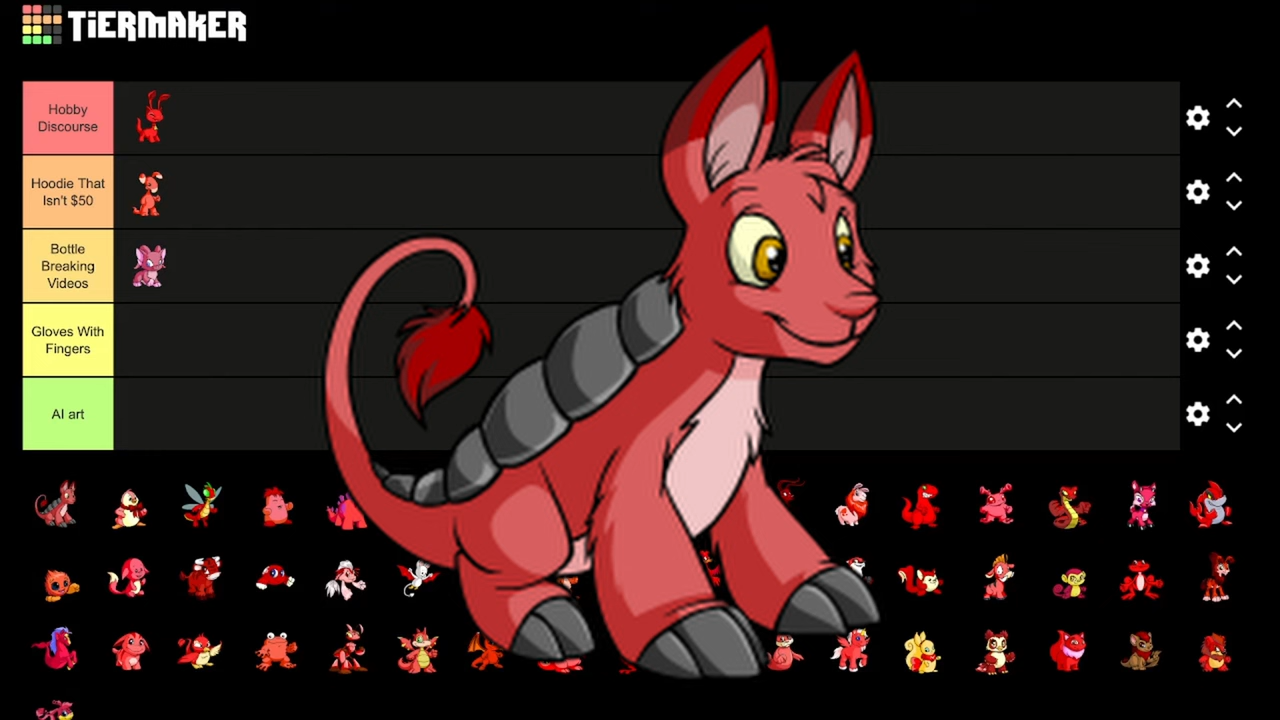 TiERMAKER
Hobby
Discourse
Hoodie That
Isn't $50
Bottle
Breaking
Videos
Gloves With
Fingers
AI art